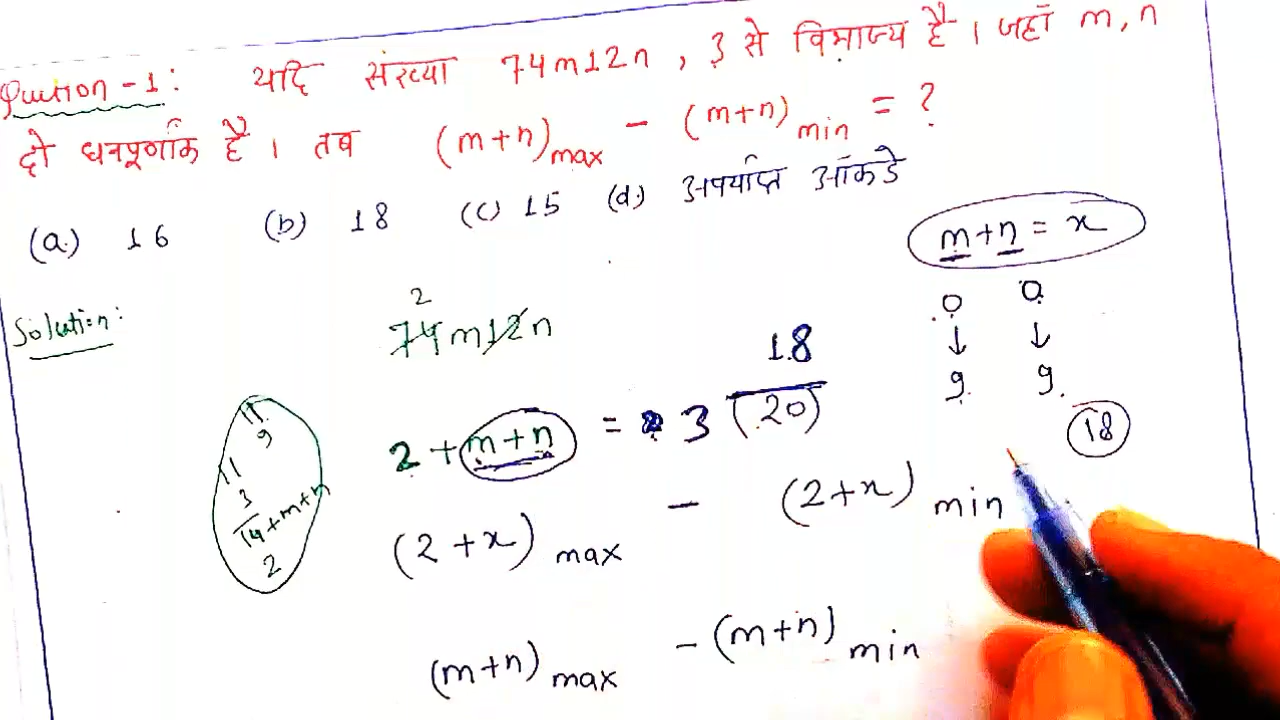 Qustion - 1: यदि संख्या 74m12n, 3 से विभाज्य है। जहाँ m, n
दो धनपूर्णांक है। तब (m+n)max - (m+n)min = ?
(a) 16 (b) 18 (c) 15 (d) अपर्याप्त आँकडे
m+n = x
Solution:
2
74m12n
0 0
↓ ↓
9 9
18
18
(20)
2 + m+n = 3
11
9
11
3
14+m+n
2
(2+x) max - (2+x) min
(m+n) max - (m+n) min